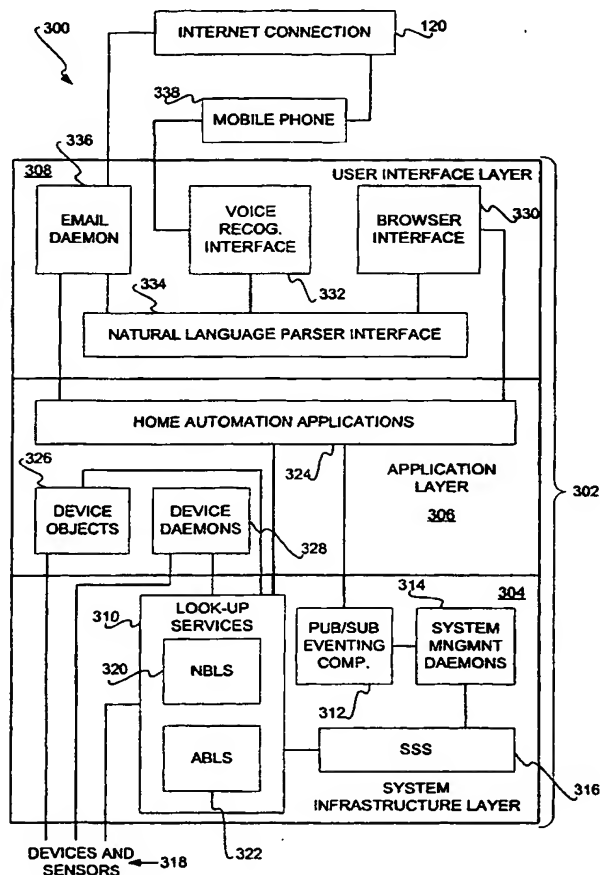 INTERNET CONNECTION
300
120
338
MOBILE PHONE
336
308
USER INTERFACE LAYER
EMAIL
DAEMON
VOICE
RECOG.
INTERFACE
BROWSER
INTERFACE
330
332
334
NATURAL LANGUAGE PARSER INTERFACE
HOME AUTOMATION APPLICATIONS
324
326
APPLICATION
LAYER
306
302
DEVICE
OBJECTS
DEVICE
DAEMONS
328
304
314
310
LOOK-UP
SERVICES
320
NBLS
PUB/SUB
EVENTING
COMP.
SYSTEM
MNGMNT
DAEMONS
312
ABLS
SSS
316
SYSTEM
INFRASTRUCTURE LAYER
322
DEVICES AND
SENSORS
318